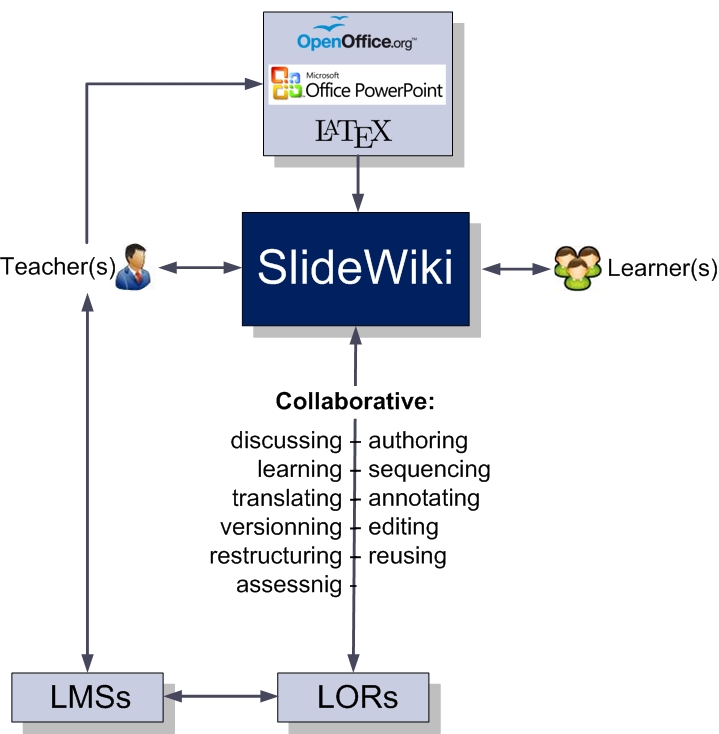 OpenOffice.org™
Microsoft
Office PowerPoint
LATEX
Teacher(s)
SlideWiki
Learner(s)
Collaborative:
discussing - authoring
learning - sequencing
translating - annotating
versionning - editing
restructuring - reusing
assessnig -
LMSs
LORs